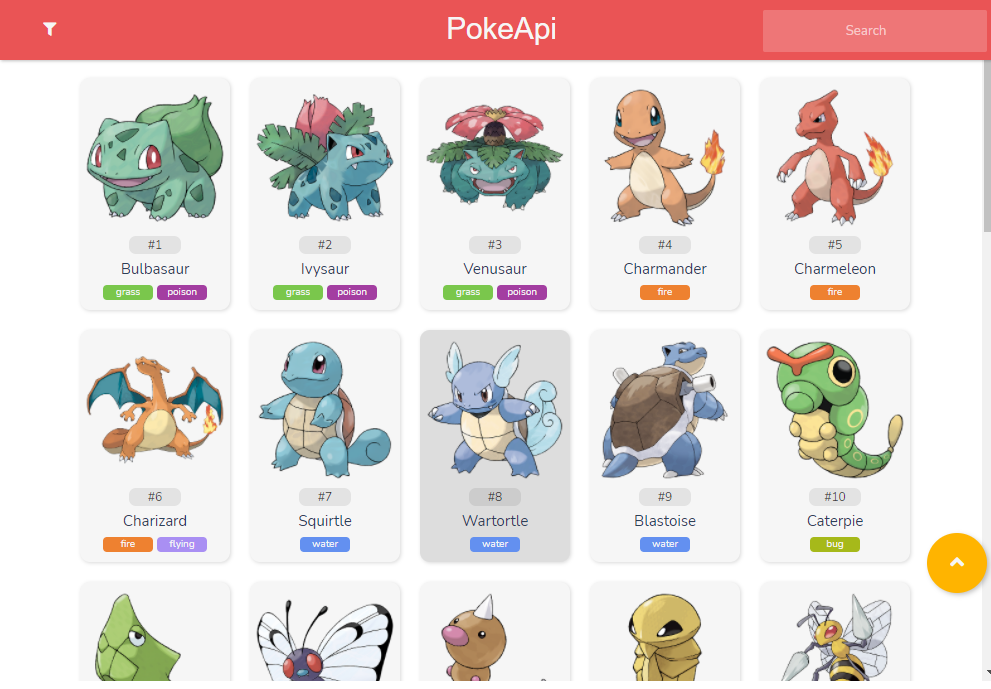 PokeApi
Search
#1
Bulbasaur
grass poison
#2
Ivysaur
grass poison
#3
Venusaur
grass poison
#4
Charmander
fire
#5
Charmeleon
fire
#6
Charizard
fire flying
#7
Squirtle
water
#8
Wartortle
water
#9
Blastoise
water
#10
Caterpie
bug